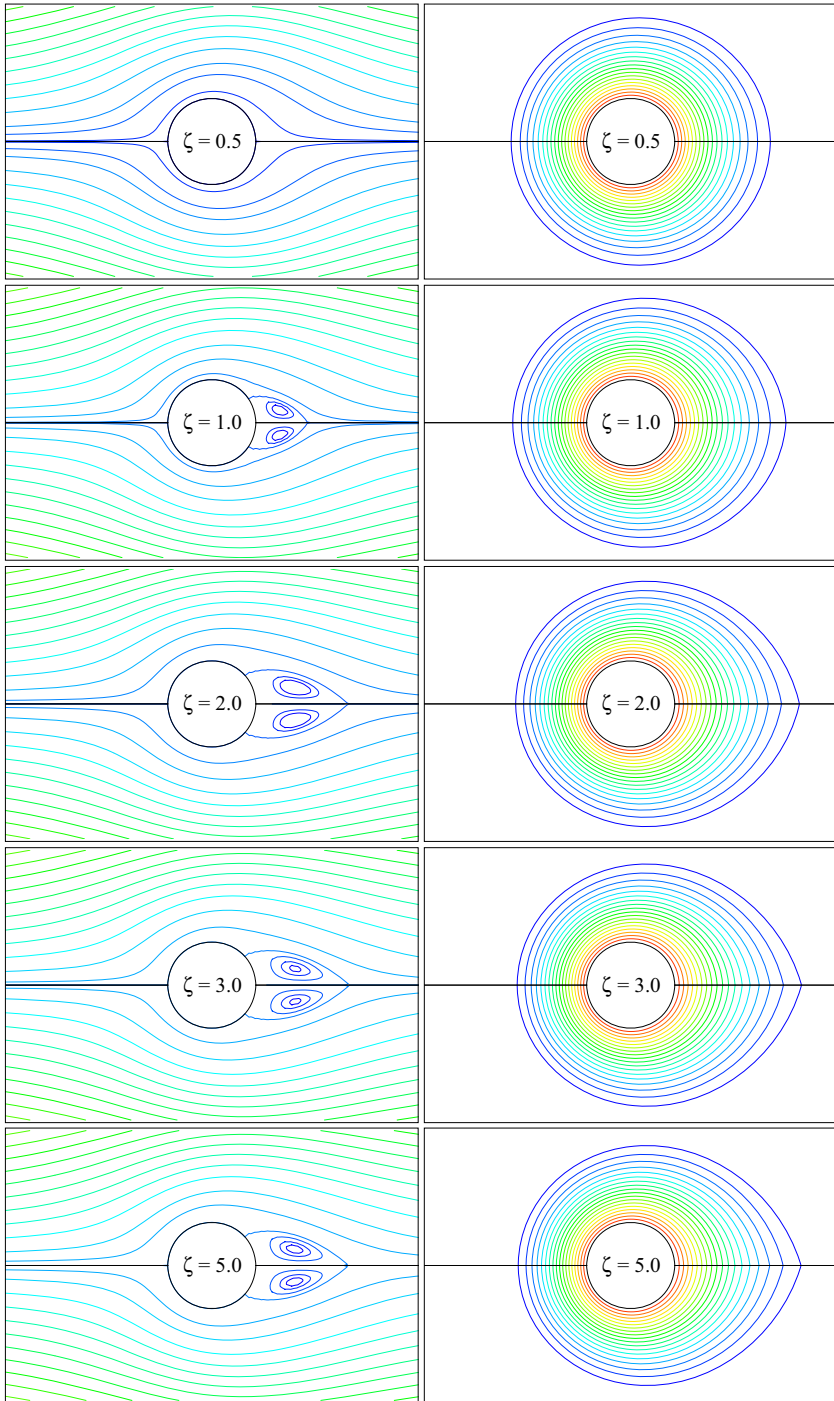 ζ = 0.5 ζ = 0.5
ζ = 1.0 ζ = 1.0
ζ = 2.0 ζ = 2.0
ζ = 3.0 ζ = 3.0
ζ = 5.0 ζ = 5.0